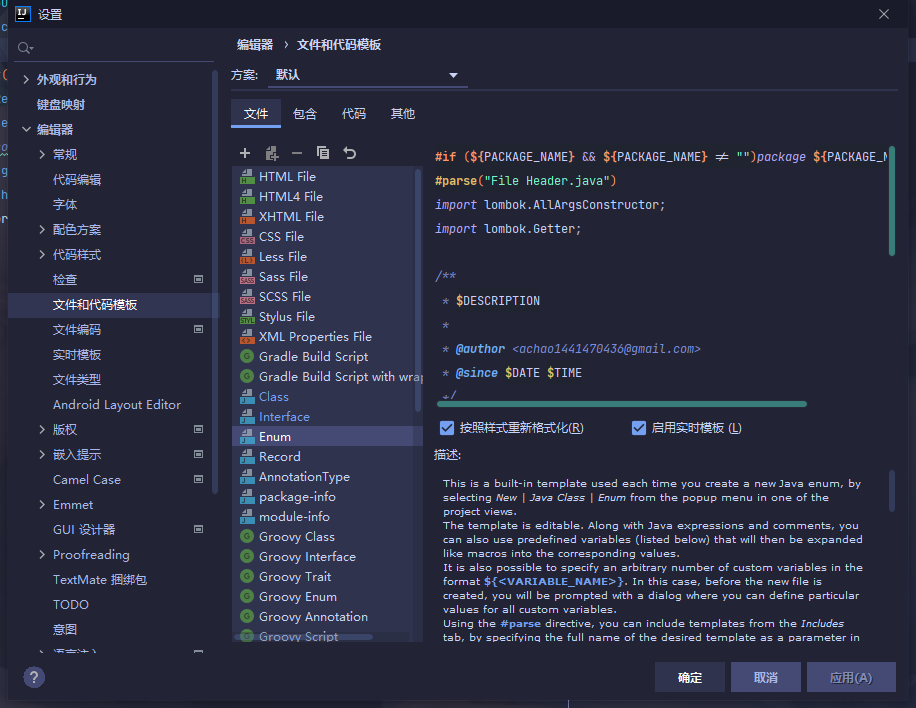 设置
外观和行为
键盘映射
编辑器
常规
代码编辑
字体
配色方案
代码样式
检查
文件和代码模板
文件编码
实时模板
文件类型
Android Layout Editor
版权
嵌入提示
Camel Case
Emmet
GUI 设计器
Proofreading
TextMate 捆绑包
TODO
意图
语言注入
编辑器 › 文件和代码模板
方案: 默认
文件 包含 代码 其他
HTML File
HTML4 File
XHTML File
CSS File
Less File
Sass File
SCSS File
Stylus File
XML Properties File
Gradle Build Script
Gradle Build Script with wrap
Class
Interface
Enum
Record
AnnotationType
package-info
module-info
Groovy Class
Groovy Interface
Groovy Trait
Groovy Enum
Groovy Annotation
Groovy Script
#if (${PACKAGE_NAME} && ${PACKAGE_NAME} ≠ "")package ${PACKAGE_N
#parse("File Header.java")
import lombok.AllArgsConstructor;
import lombok.Getter;
/**
* $DESCRIPTION
*
* @author <achao1441470436@gmail.com>
* @since $DATE $TIME
*/
按照样式重新格式化(R) 启用实时模板 (L)
描述:
This is a built-in template used each time you create a new Java enum, by
selecting New | Java Class | Enum from the popup menu in one of the
project views.
The template is editable. Along with Java expressions and comments, you
can also use predefined variables (listed below) that will then be expanded
like macros into the corresponding values.
It is also possible to specify an arbitrary number of custom variables in the
format ${<VARIABLE_NAME>}. In this case, before the new file is
created, you will be prompted with a dialog where you can define particular
values for all custom variables.
Using the #parse directive, you can include templates from the Includes
tab, by specifying the full name of the desired template as a parameter in
?
确定 取消 应用(A)